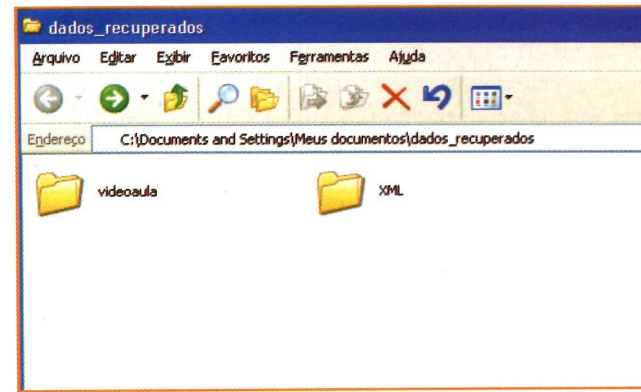 dados_recuperados
Arquivo Editar Exibir Favoritos Ferramentas Ajuda
Endereço C:\Documents and Settings\Meus documentos\dados_recuperados
videoaula XML